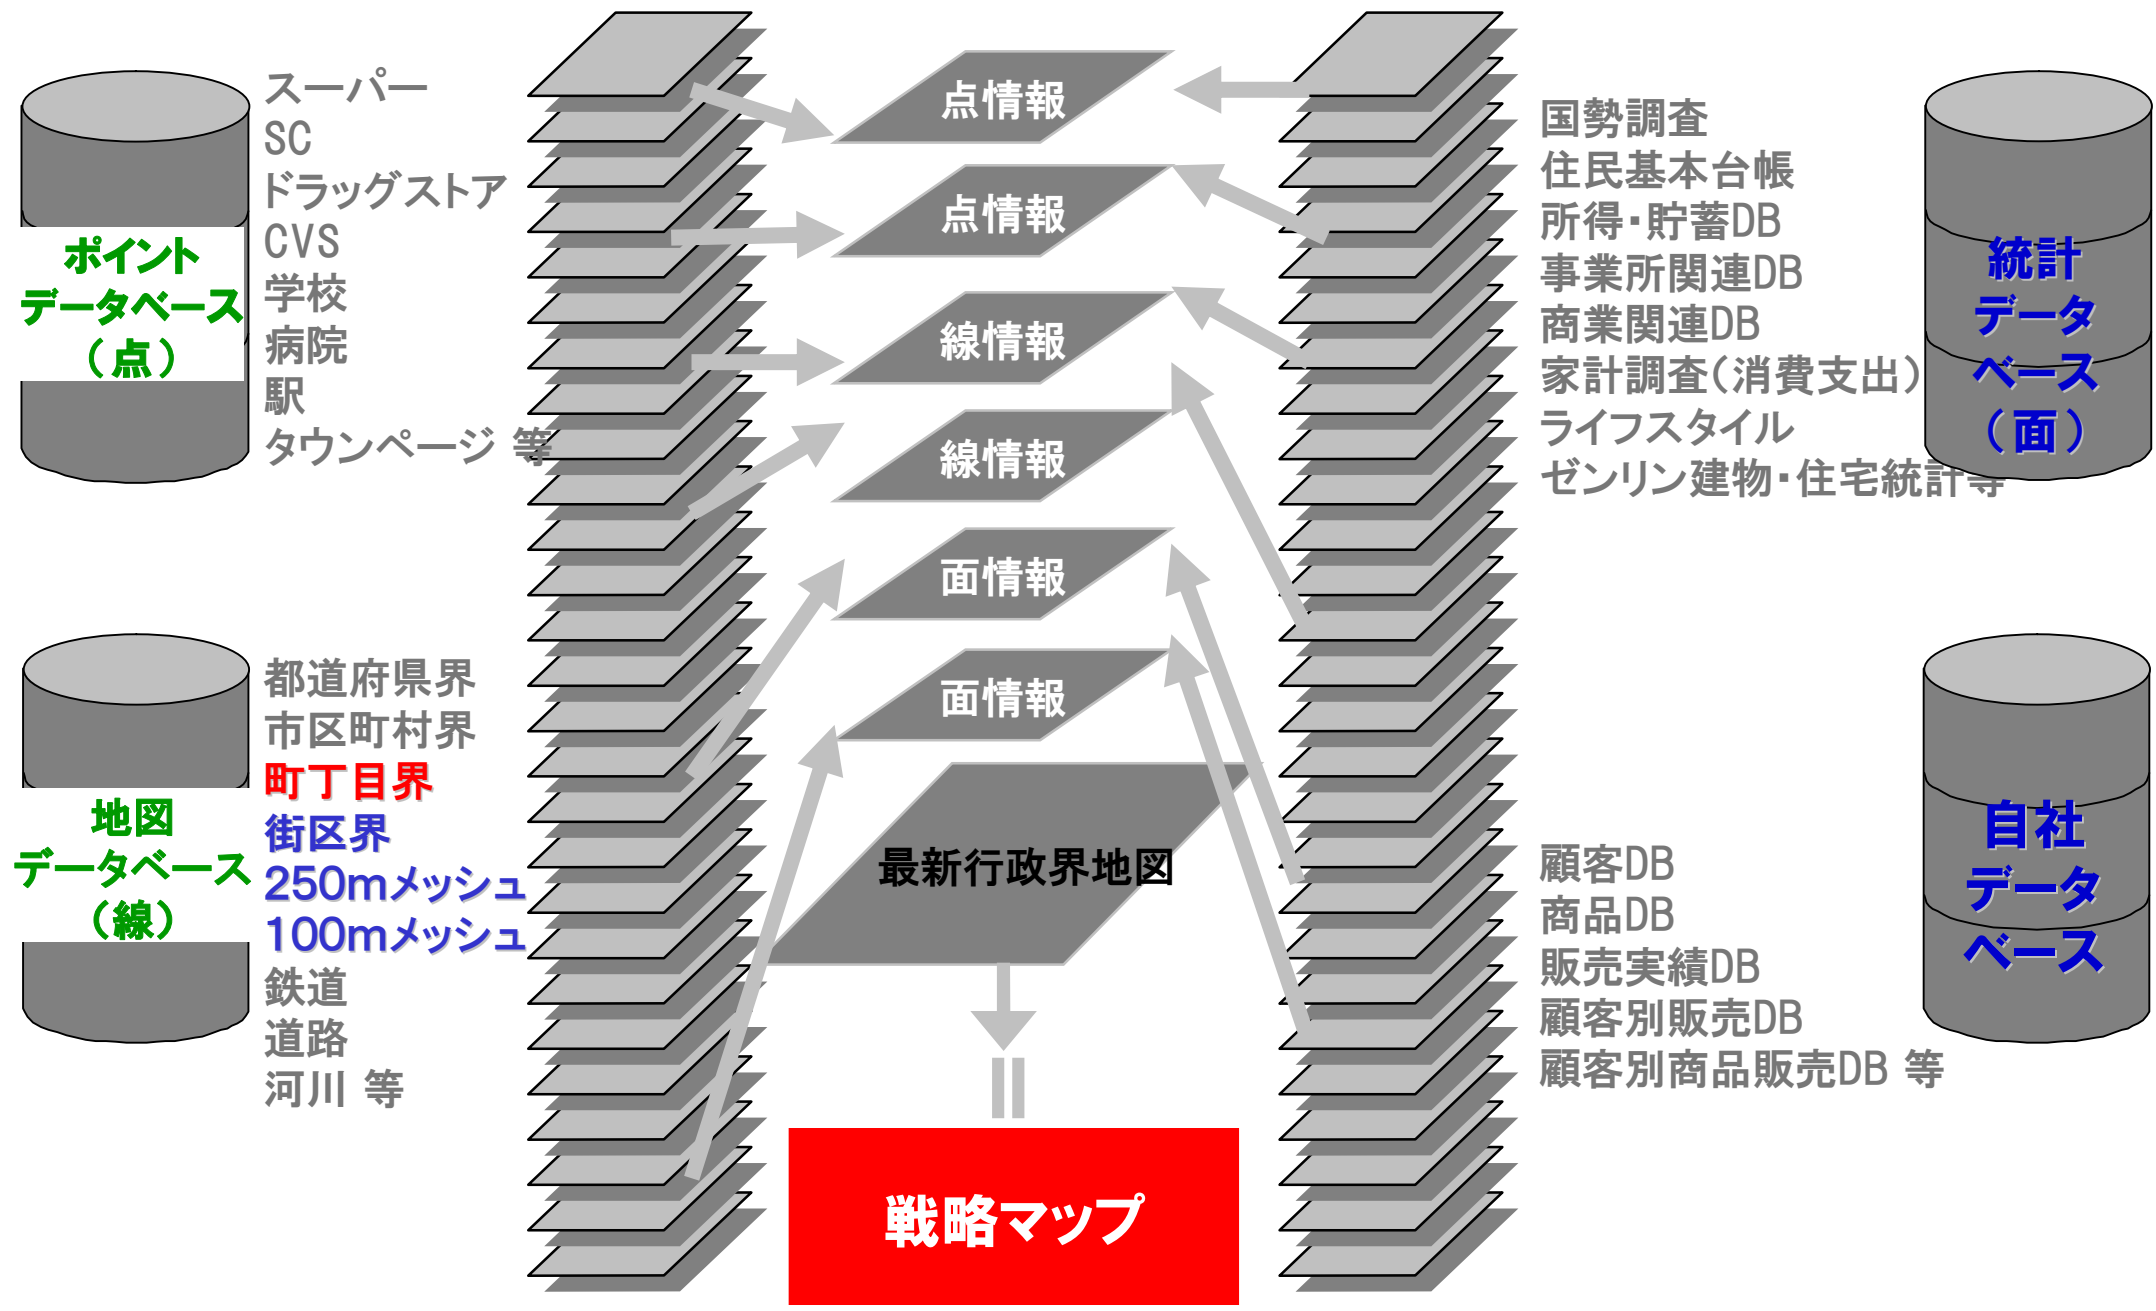 ポイント
データベース
（点）
スーパー
SC
ドラッグストア
CVS
学校
病院
駅
タウンページ 等
地図
データベース
（線）
都道府県界
市区町村界
町丁目界
街区界
250mメッシュ
100mメッシュ
鉄道
道路
河川 等
点情報
点情報
線情報
線情報
面情報
面情報
最新行政界地図
戦略マップ
国勢調査
住民基本台帳
所得・貯蓄DB
事業所関連DB
商業関連DB
家計調査（消費支出）
ライフスタイル
ゼンリン建物・住宅統計等
統計
データ
ベース
（面）
顧客DB
商品DB
販売実績DB
顧客別販売DB
顧客別商品販売DB 等
自社
データ
ベース